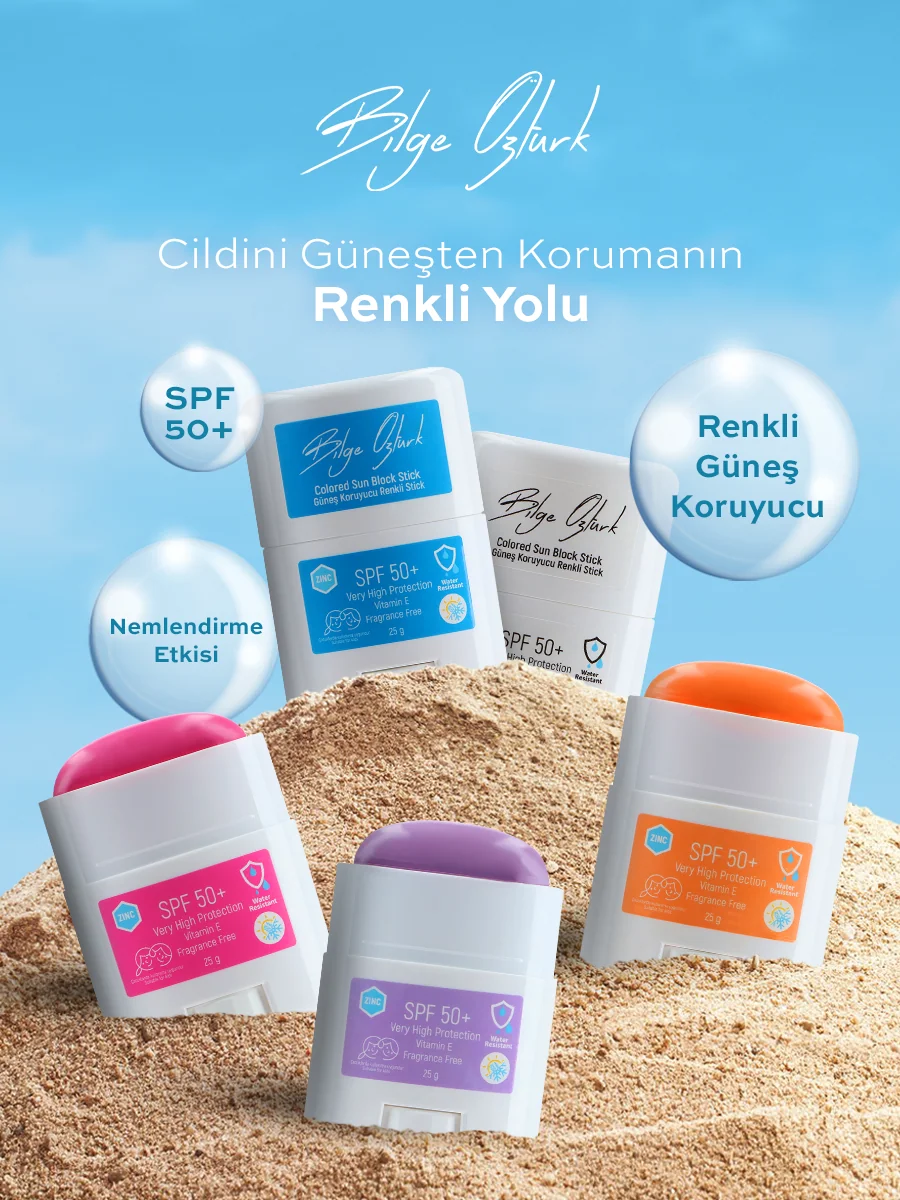 Bilge Öztürk
Cildini Güneşten Korumanın
Renkli Yolu
SPF
50+
Renkli
Güneş
Koruyucu
Nemlendirme
Etkisi
Bilge Öztürk
Colored Sun Block Stick
Güneş Koruyucu Renkli Stick
ZINC
SPF 50+
Very High Protection
Vitamin E
Fragrance Free
25 g
Water
Resistant
Bilge Öztürk
Colored Sun Block Stick
Güneş Koruyucu Renkli Stick
SPF 50+
High Protection
Water
Resistant
ZINC
SPF 50+
Very High Protection
Vitamin E
Fragrance Free
25 g
Water
Resistant
ZINC
SPF 50+
Very High Protection
Vitamin E
Fragrance Free
25 g
Water
Resistant
ZINC
SPF 50+
Very High Protection
Vitamin E
Fragrance Free
25 g
Water
Resistant